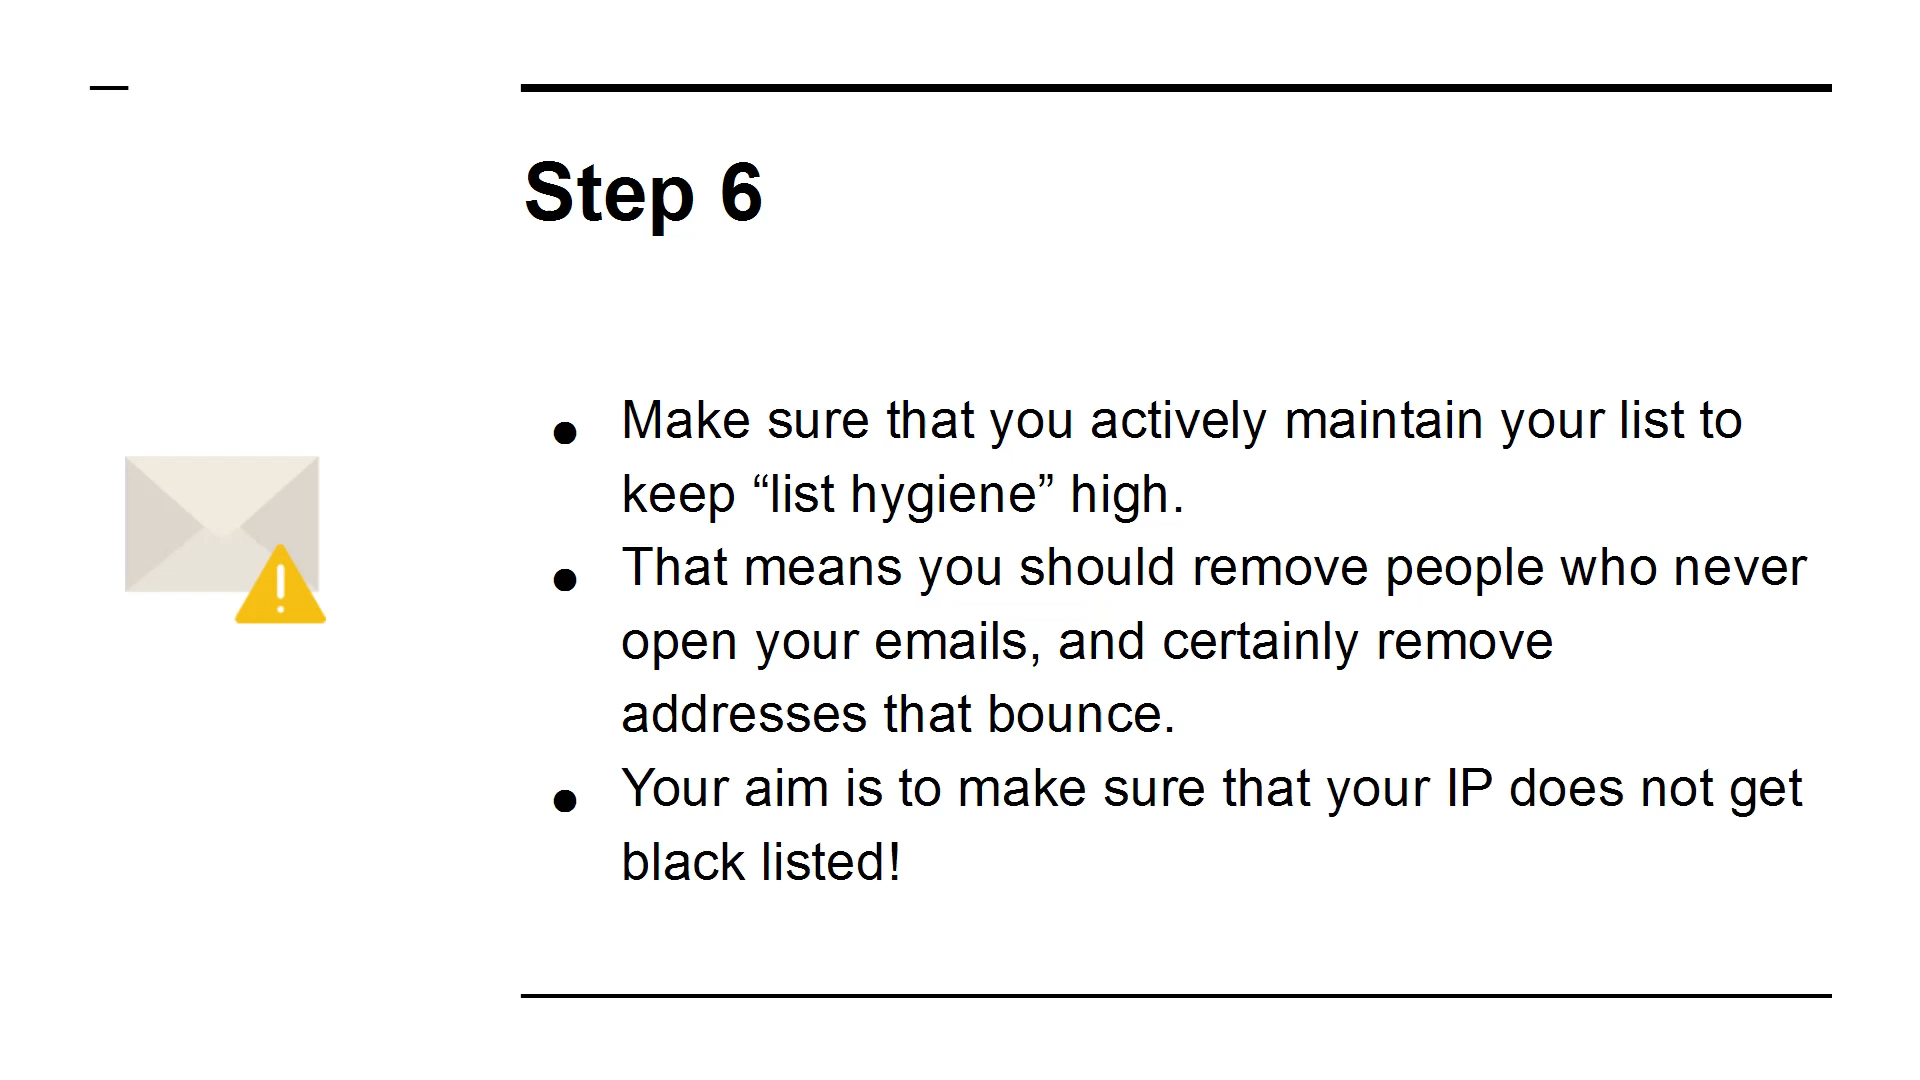 Step 6
● Make sure that you actively maintain your list to
keep “list hygiene” high.
● That means you should remove people who never
open your emails, and certainly remove
addresses that bounce.
● Your aim is to make sure that your IP does not get
black listed!